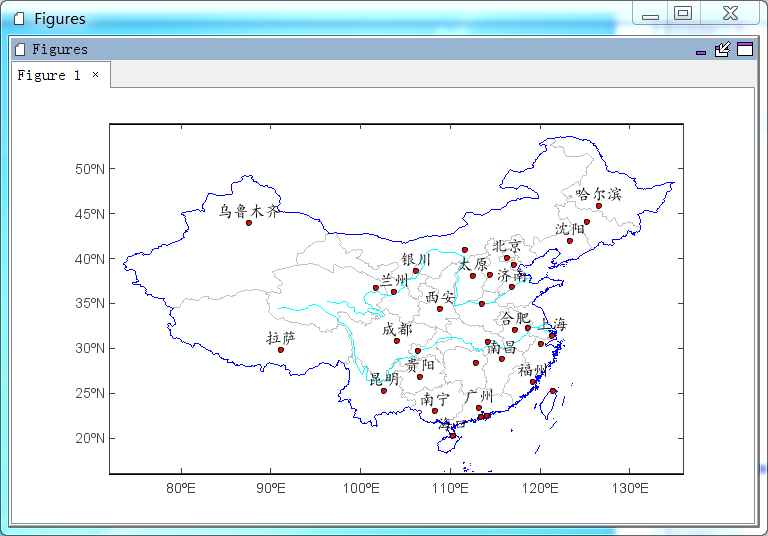 Figures
Figures
Figure 1 ×
50ºN
45ºN
40ºN
35ºN
30ºN
25ºN
20ºN
哈尔滨
乌鲁木齐
沈阳
北京
银川
太原
济南
兰州
西安
合肥
上海
成都
拉萨
南昌
贵阳
福州
昆明
南宁
广州
海口
80ºE
90ºE
100ºE
110ºE
120ºE
130ºE